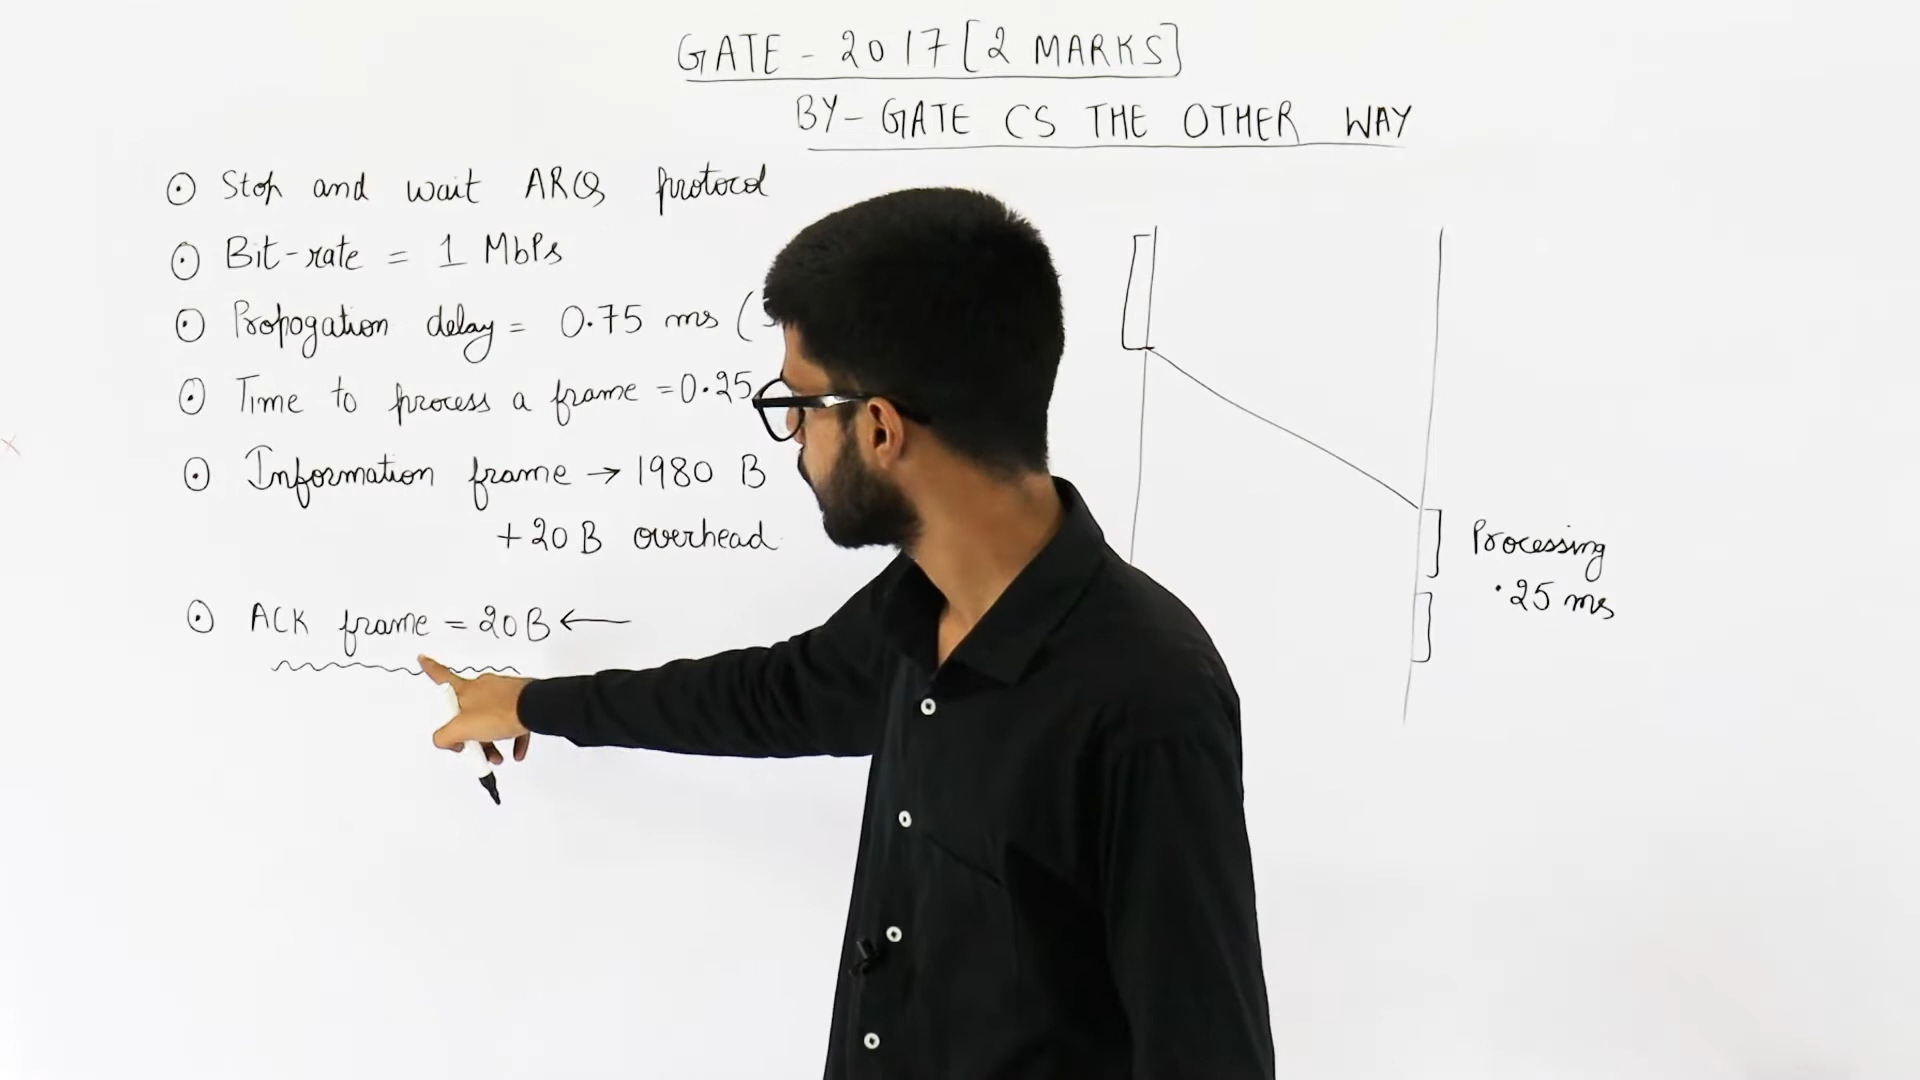 GATE - 2017 [2 MARKS]
BY - GATE CS THE OTHER WAY
Stop and wait ARQ protocol
Bit-rate = 1 Mbps
Propogation delay = 0.75 ms (
Time to process a frame = 0.25
Information frame → 1980 B
+ 20 B overhead
ACK frame = 20 B ←
Processing
.25 ms